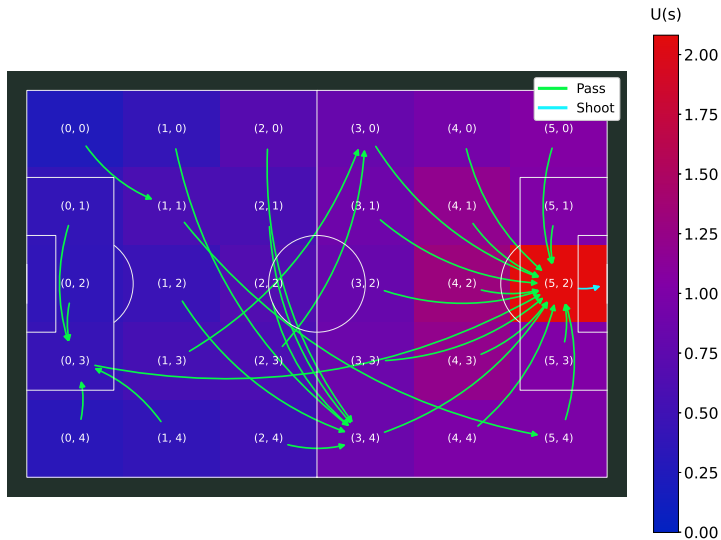 U(s)
Pass
Shoot
(0, 0) (1, 0) (2, 0) (3, 0) (4, 0) (5, 0)
(0, 1) (1, 1) (2, 1) (3, 1) (4, 1) (5, 1)
(0, 2) (1, 2) (2, 2) (3, 2) (4, 2) (5, 2)
(0, 3) (1, 3) (2, 3) (3, 3) (4, 3) (5, 3)
(0, 4) (1, 4) (2, 4) (3, 4) (4, 4) (5, 4)
2.00
1.75
1.50
1.25
1.00
0.75
0.50
0.25
0.00